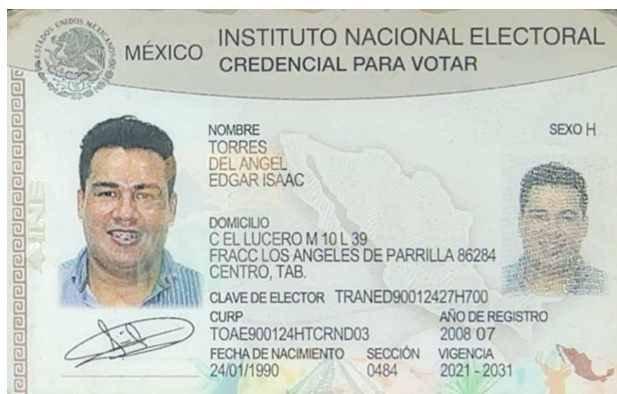 ESTADOS UNIDOS MEXICANOS
MÉXICO
INSTITUTO NACIONAL ELECTORAL
CREDENCIAL PARA VOTAR
NOMBRE
SEXO H
TORRES
DEL ANGEL
EDGAR ISAAC
DOMICILIO
C EL LUCERO M 10 L 39
FRACC LOS ANGELES DE PARRILLA 86284
CENTRO, TAB.
CLAVE DE ELECTOR TRANED90012427H700
CURP AÑO DE REGISTRO
TOAE900124HTCRND03 2008 07
FECHA DE NACIMIENTO SECCIÓN VIGENCIA
24/01/1990 0484 2021 - 2031
INE